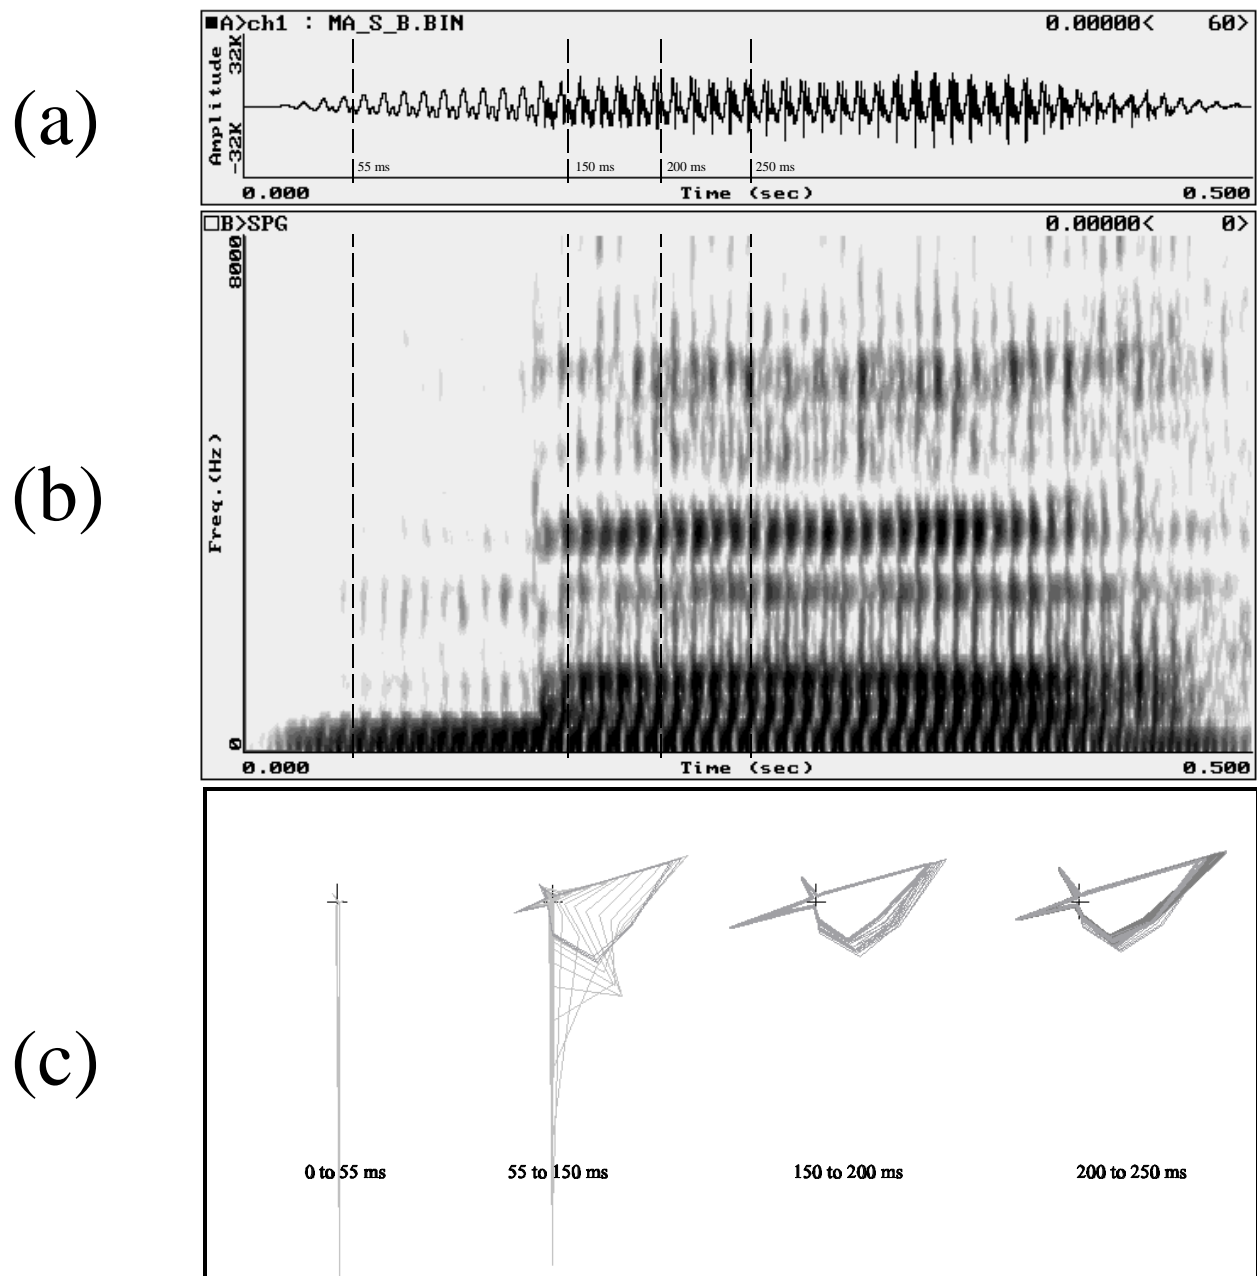 (a)
■A>ch1 : MA_S_B.BIN 0.00000< 60>
Amplitude
32K
-32K
55 ms 150 ms 200 ms 250 ms
0.000 Time (sec) 0.500
(b)
□B>SPG 0.00000< 0>
8000
Freq.(Hz)
0
0.000 Time (sec) 0.500
(c)
0 to 55 ms 55 to 150 ms 150 to 200 ms 200 to 250 ms